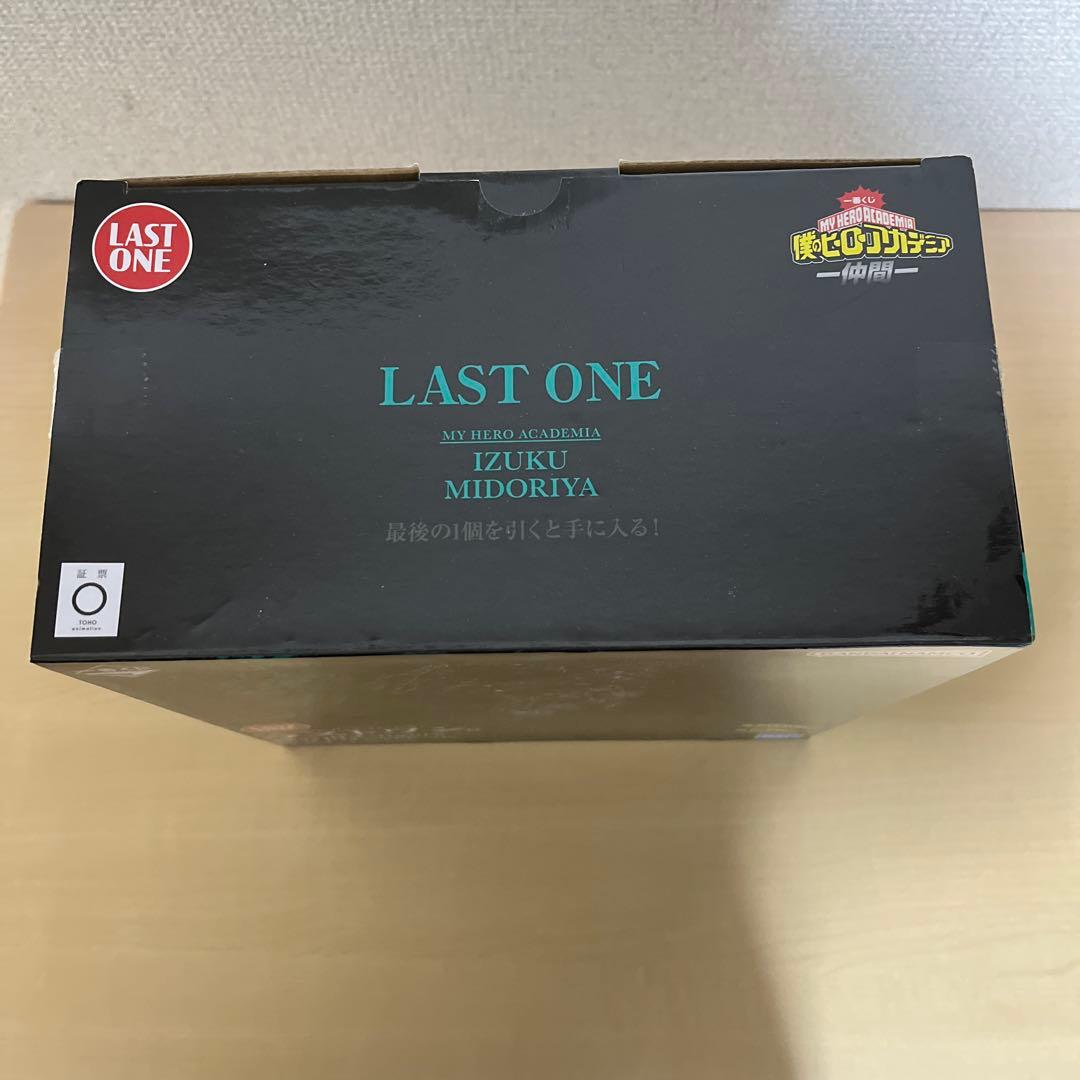 LAST
ONE
一番くじ
MY HERO ACADEMIA
僕のヒーローアカデミア
仲間
LAST ONE
MY HERO ACADEMIA
IZUKU
MIDORIYA
最後の1個を引くと手に入る!
証 票
TOHO
animation